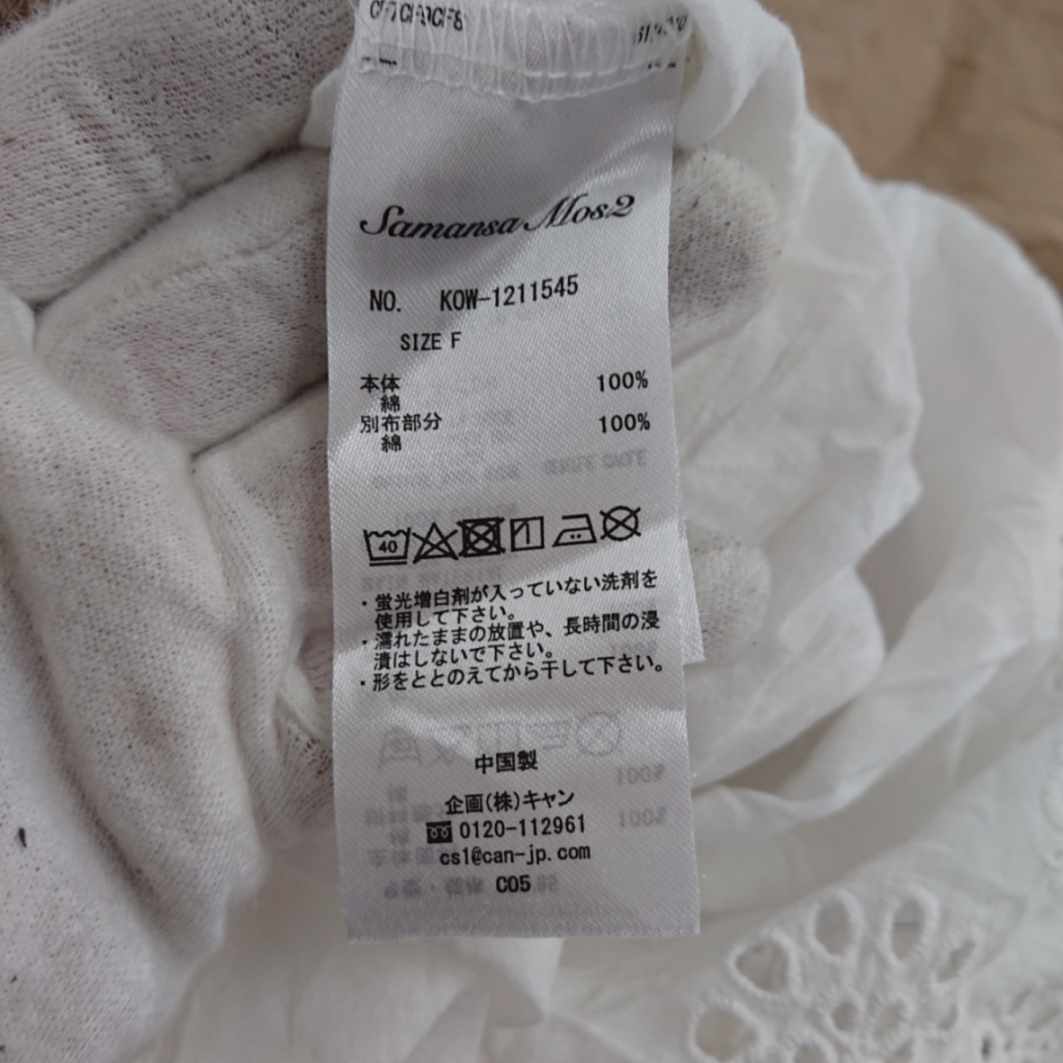 Samansa Mos2
NO. KOW-1211545
SIZE F
本体 100%
綿
別布部分 100%
綿
40
・蛍光増白剤が入っていない洗剤を
使用して下さい。
・濡れたままの放置や、長時間の浸
漬はしないで下さい。
・形をととのえてから干して下さい。
中国製
企画(株)キャン
0120-112961
cs1@can-jp.com
C05